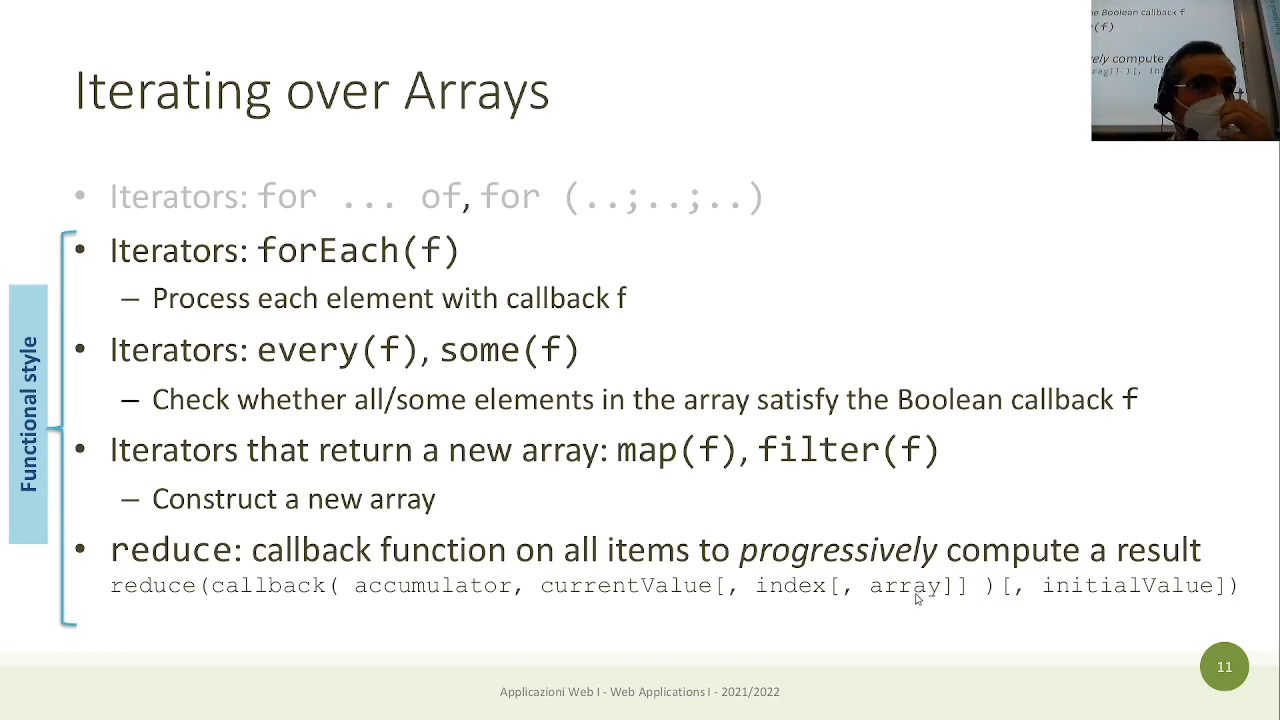 Iterating over Arrays
• Iterators: for ... of, for (..;..;..)
• Iterators: forEach(f)
– Process each element with callback f
• Iterators: every(f), some(f)
– Check whether all/some elements in the array satisfy the Boolean callback f
• Iterators that return a new array: map(f), filter(f)
– Construct a new array
• reduce: callback function on all items to progressively compute a result
reduce(callback( accumulator, currentValue[, index[, array]] )[, initialValue])
Functional style
Applicazioni Web I - Web Applications I - 2021/2022
11
Boolean callback f
(f)
compute